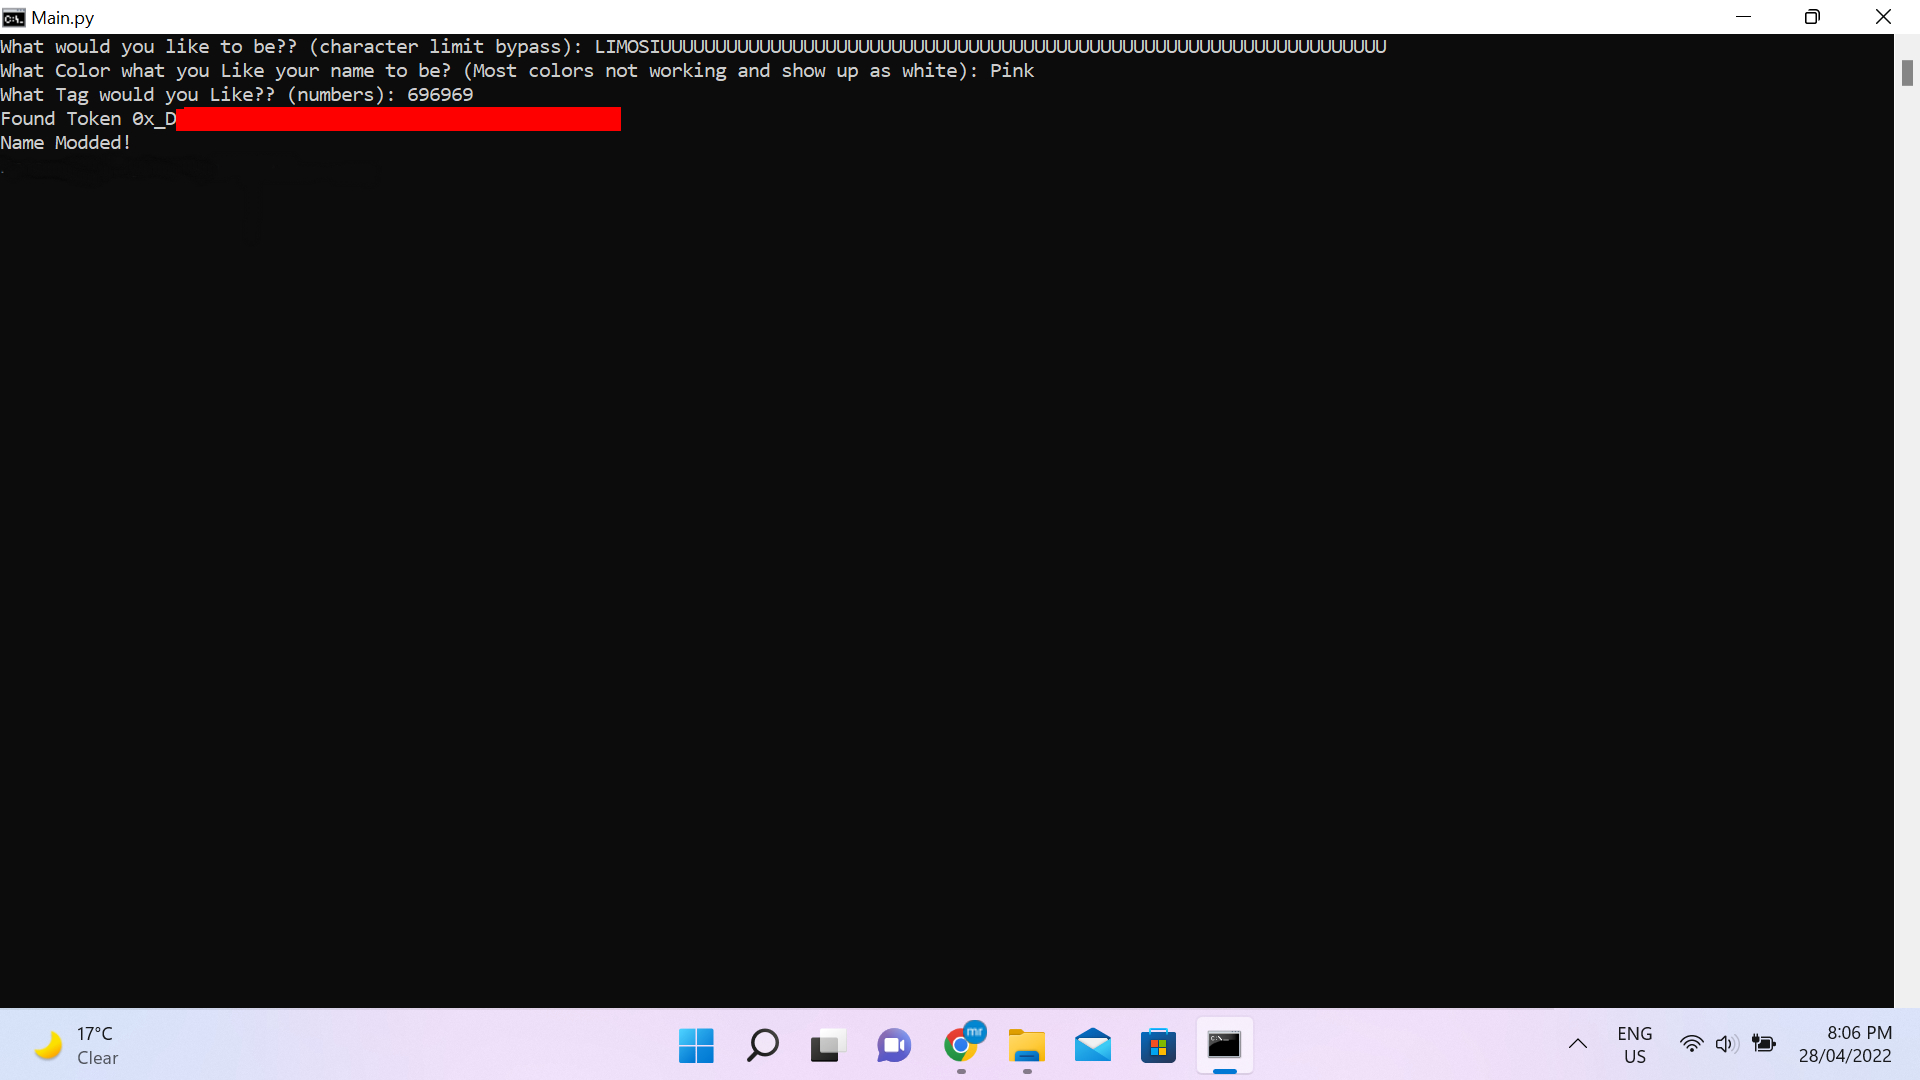 Main.py
What would you like to be?? (character limit bypass): LIMOSIUUUUUUUUUUUUUUUUUUUUUUUUUUUUUUUUUUUUUUUUUUUUUUUUUUUUUUUUUUUUUUUUUU
What Color what you Like your name to be? (Most colors not working and show up as white): Pink
What Tag would you Like?? (numbers): 696969
Found Token 0x_D
Name Modded!
17°C
Clear
mr
ENG
US
8:06 PM
28/04/2022